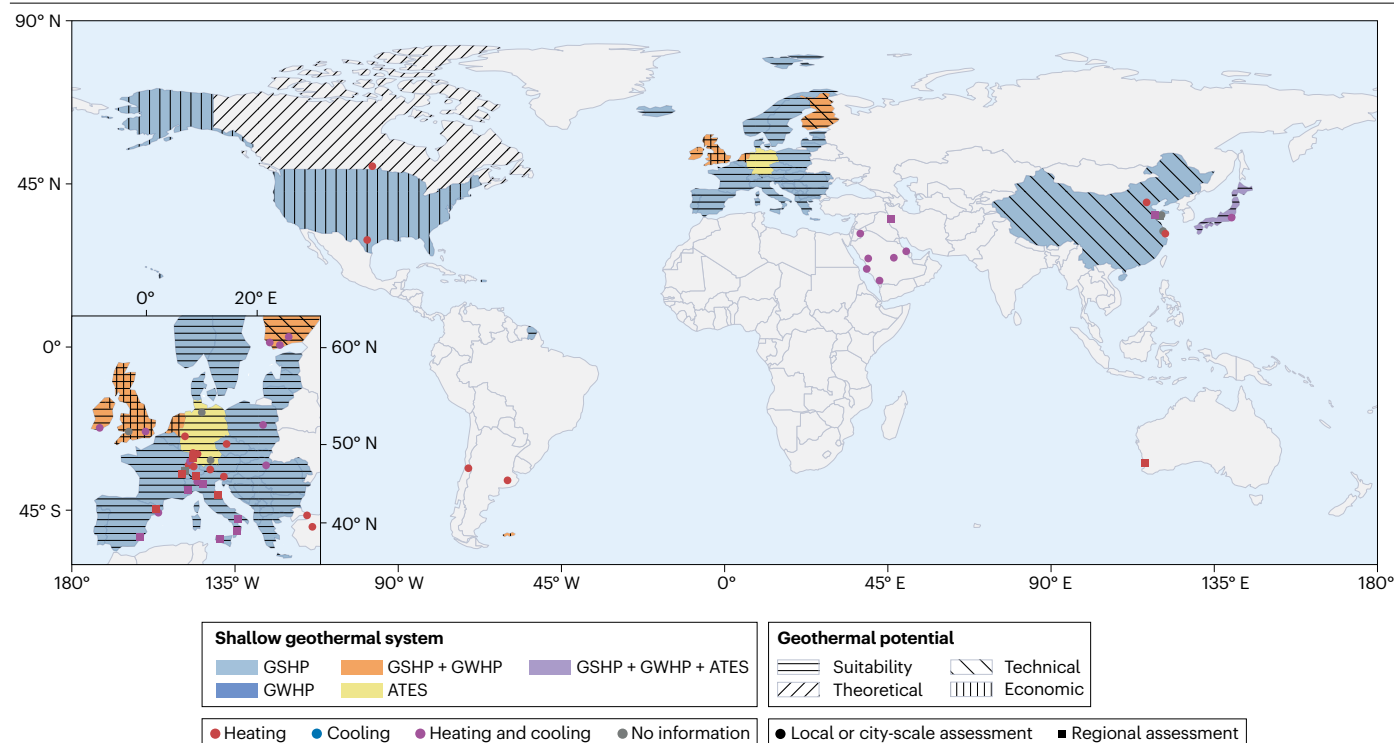 90° N
45° N
0°
45° S
0° 20° E
60° N
50° N
40° N
180° 135° W 90° W 45° W 0° 45° E 90° E 135° E 180°
Shallow geothermal system
GSHP GSHP + GWHP GSHP + GWHP + ATES
GWHP ATES
Geothermal potential
Suitability Technical
Theoretical Economic
Heating Cooling Heating and cooling No information
Local or city-scale assessment Regional assessment